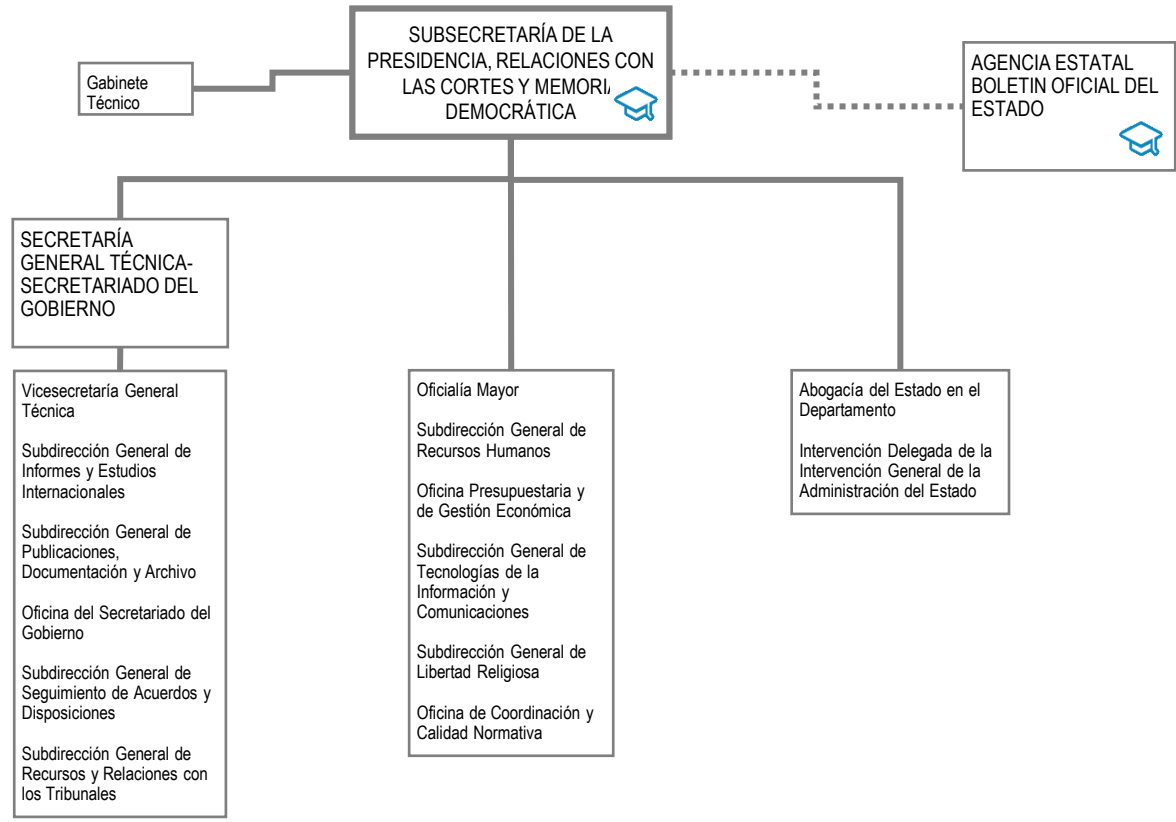 SUBSECRETARÍA DE LA
PRESIDENCIA, RELACIONES CON
LAS CORTES Y MEMORIA
DEMOCRÁTICA
Gabinete
Técnico
AGENCIA ESTATAL
BOLETIN OFICIAL DEL
ESTADO
SECRETARÍA
GENERAL TÉCNICA-
SECRETARIADO DEL
GOBIERNO
Vicesecretaría General
Técnica
Subdirección General de
Informes y Estudios
Internacionales
Subdirección General de
Publicaciones,
Documentación y Archivo
Oficina del Secretariado del
Gobierno
Subdirección General de
Seguimiento de Acuerdos y
Disposiciones
Subdirección General de
Recursos y Relaciones con
los Tribunales
Oficialía Mayor
Subdirección General de
Recursos Humanos
Oficina Presupuestaria y
de Gestión Económica
Subdirección General de
Tecnologías de la
Información y
Comunicaciones
Subdirección General de
Libertad Religiosa
Oficina de Coordinación y
Calidad Normativa
Abogacía del Estado en el
Departamento
Intervención Delegada de la
Intervención General de la
Administración del Estado